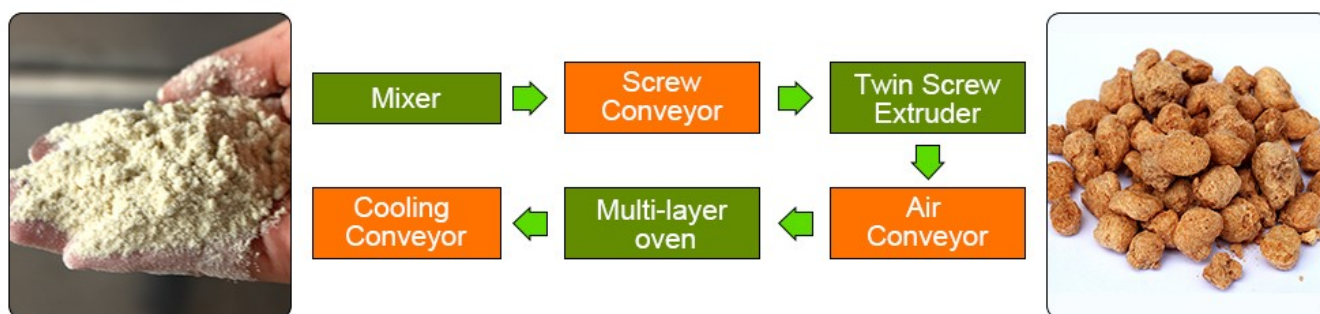 Mixer
Screw
Conveyor
Twin Screw
Extruder
Cooling
Conveyor
Multi-layer
oven
Air
Conveyor